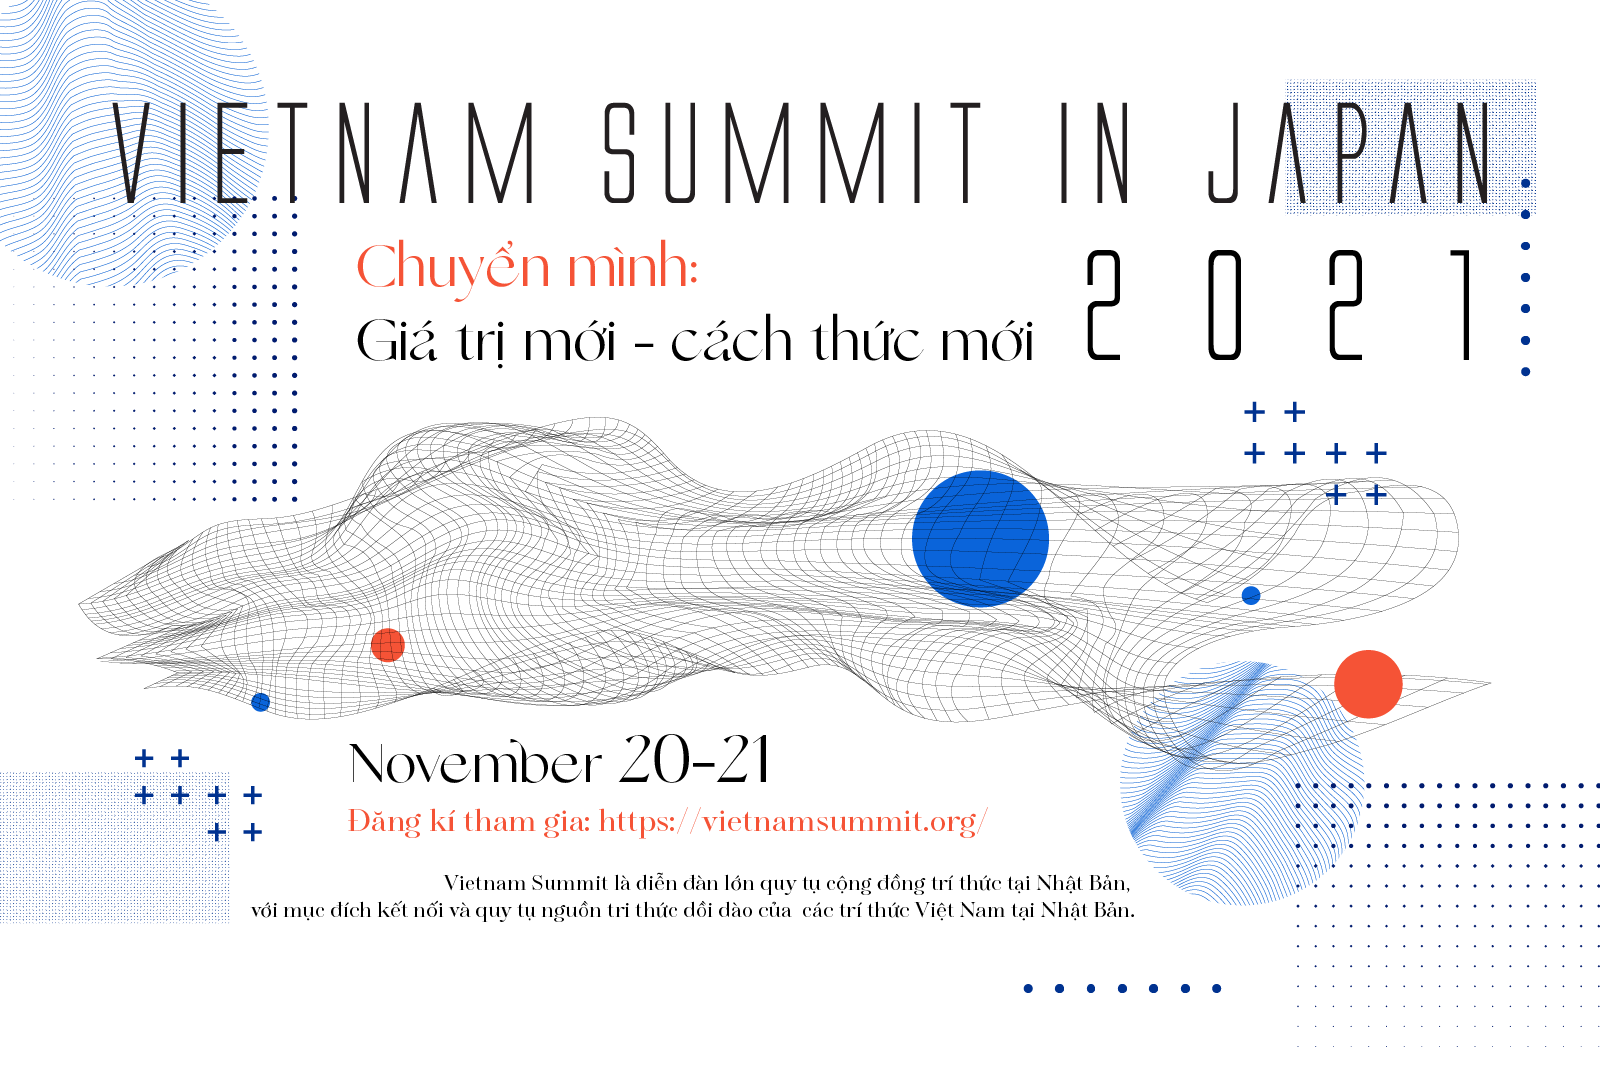 VIETNAM SUMMIT IN JAPAN
2021
Chuyển mình:
Giá trị mới - cách thức mới
November 20-21
Đăng kí tham gia: https://vietnamsummit.org/
Vietnam Summit là diễn đàn lớn quy tụ cộng đồng trí thức tại Nhật Bản,
với mục đích kết nối và quy tụ nguồn tri thức dồi dào của các trí thức Việt Nam tại Nhật Bản.